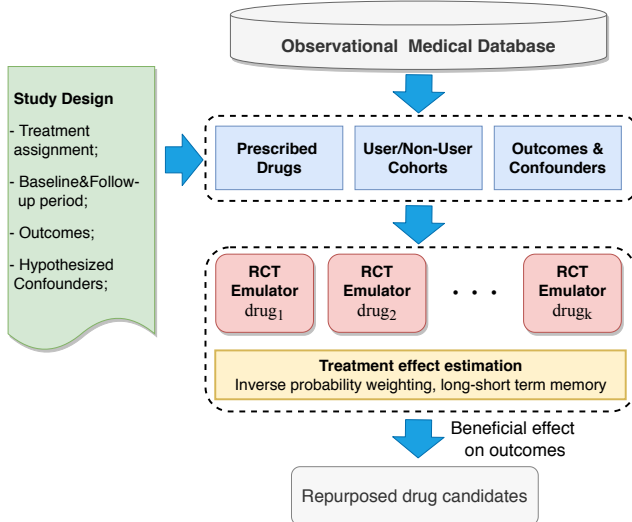 Observational Medical Database
Study Design
- Treatment
assignment;
- Baseline&Follow-
up period;
- Outcomes;
- Hypothesized
Confounders;
Prescribed
Drugs
User/Non-User
Cohorts
Outcomes &
Confounders
RCT
Emulator
drug₁
RCT
Emulator
drug₂
. . .
RCT
Emulator
drugₖ
Treatment effect estimation
Inverse probability weighting, long-short term memory
Beneficial effect
on outcomes
Repurposed drug candidates